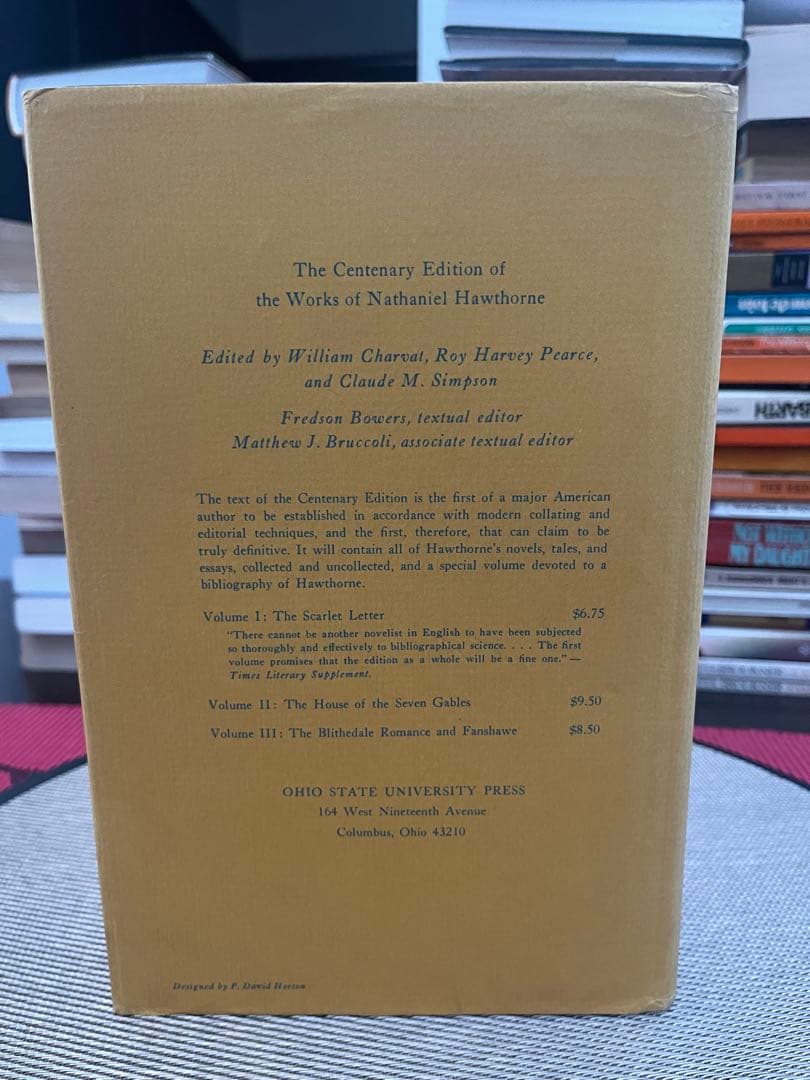 The Centenary Edition of
the Works of Nathaniel Hawthorne
Edited by William Charvat, Roy Harvey Pearce,
and Claude M. Simpson
Fredson Bowers, textual editor
Matthew J. Bruccoli, associate textual editor
The text of the Centenary Edition is the first of a major American
author to be established in accordance with modern collating and
editorial techniques, and the first, therefore, that can claim to be
truly definitive. It will contain all of Hawthorne's novels, tales, and
essays, collected and uncollected, and a special volume devoted to a
bibliography of Hawthorne.
Volume I: The Scarlet Letter $6.75
"There cannot be another novelist in English to have been subjected
so thoroughly and effectively to bibliographical science. . . . The first
volume promises that the edition as a whole will be a fine one."—
Times Literary Supplement.
Volume II: The House of the Seven Gables $9.50
Volume III: The Blithedale Romance and Fanshawe $8.50
OHIO STATE UNIVERSITY PRESS
164 West Nineteenth Avenue
Columbus, Ohio 43210
Designed by P. David Horton